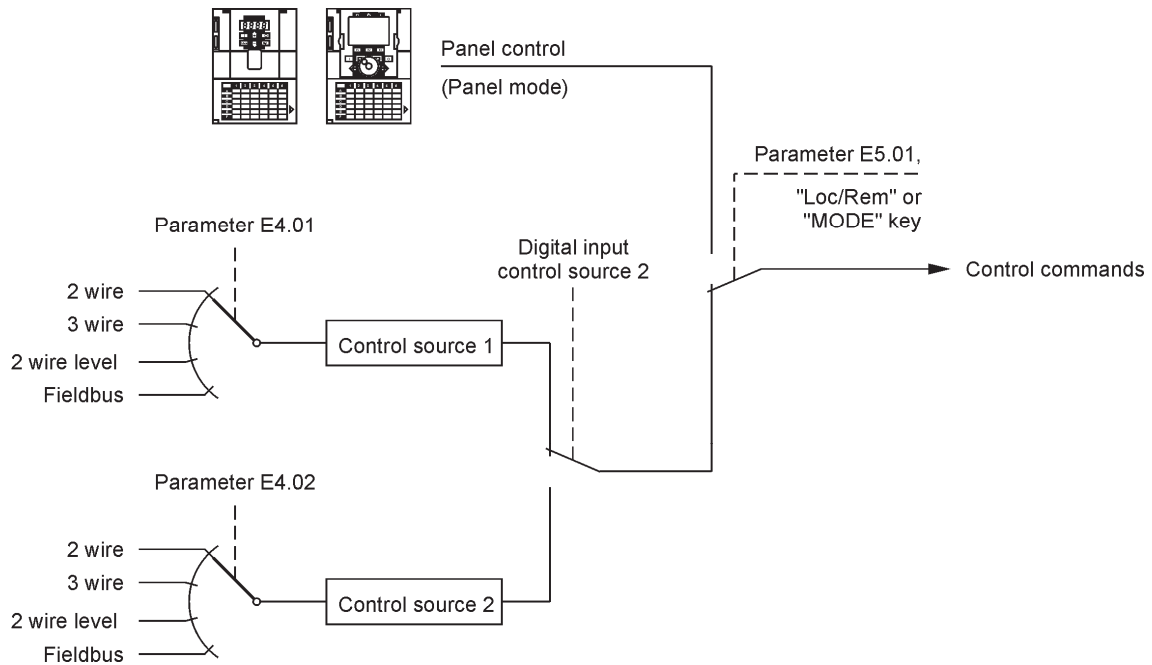 Panel control
(Panel mode)
Parameter E5.01,
"Loc/Rem" or
"MODE" key
Control commands
Digital input
control source 2
Parameter E4.01
2 wire
3 wire
2 wire level
Fieldbus
Control source 1
Parameter E4.02
2 wire
3 wire
2 wire level
Fieldbus
Control source 2